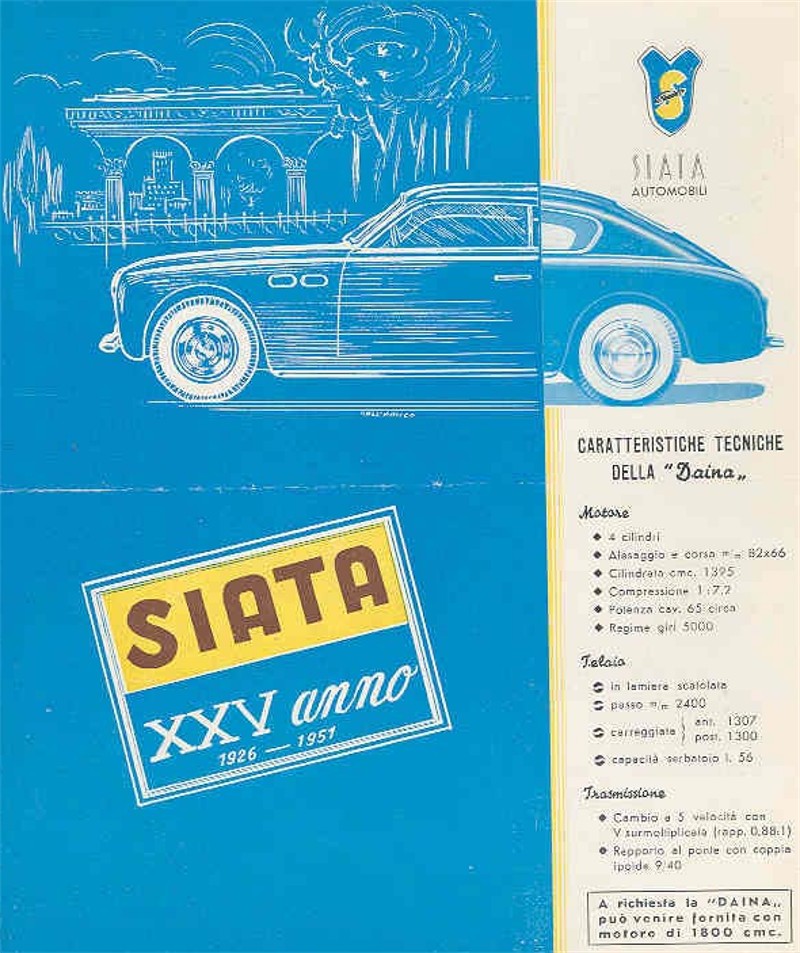 SIATA
AUTOMOBILI
CARATTERISTICHE TECNICHE
DELLA "Daina„
Motore
4 cilindri
Alesaggio e corsa m/m 82x66
Cilindrata cmc. 1395
Compressione 1:7.2
Potenza cav. 65 circa
Regime giri 5000
Telaio
in lamiera scatolata
passo m/m 2400
carreggiata { ant. 1307
post. 1300
capacità serbatoio l. 56
Trasmissione
Cambio a 5 velocità con
V surmoltiplicata (rapp. 0,88:1)
Rapporto al ponte con coppia
ipoide 9/40
A richiesta la "DAINA„
può venire fornita con
motore di 1800 cmc.
SIATA
XXV anno
1926 — 1951